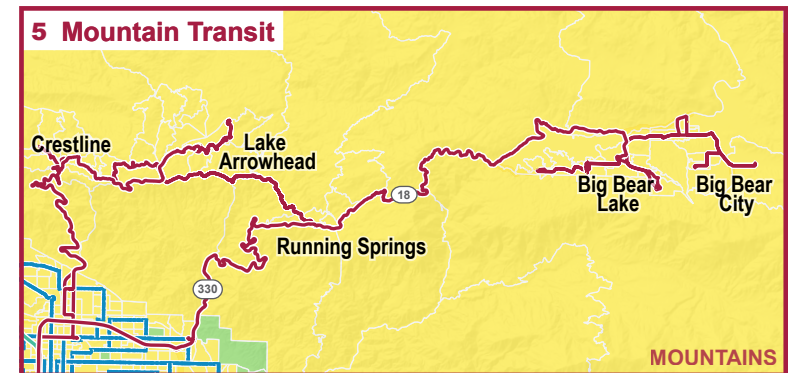 5 Mountain Transit
Crestline
Lake
Arrowhead
18
Big Bear
Lake
Big Bear
City
Running Springs
330
MOUNTAINS